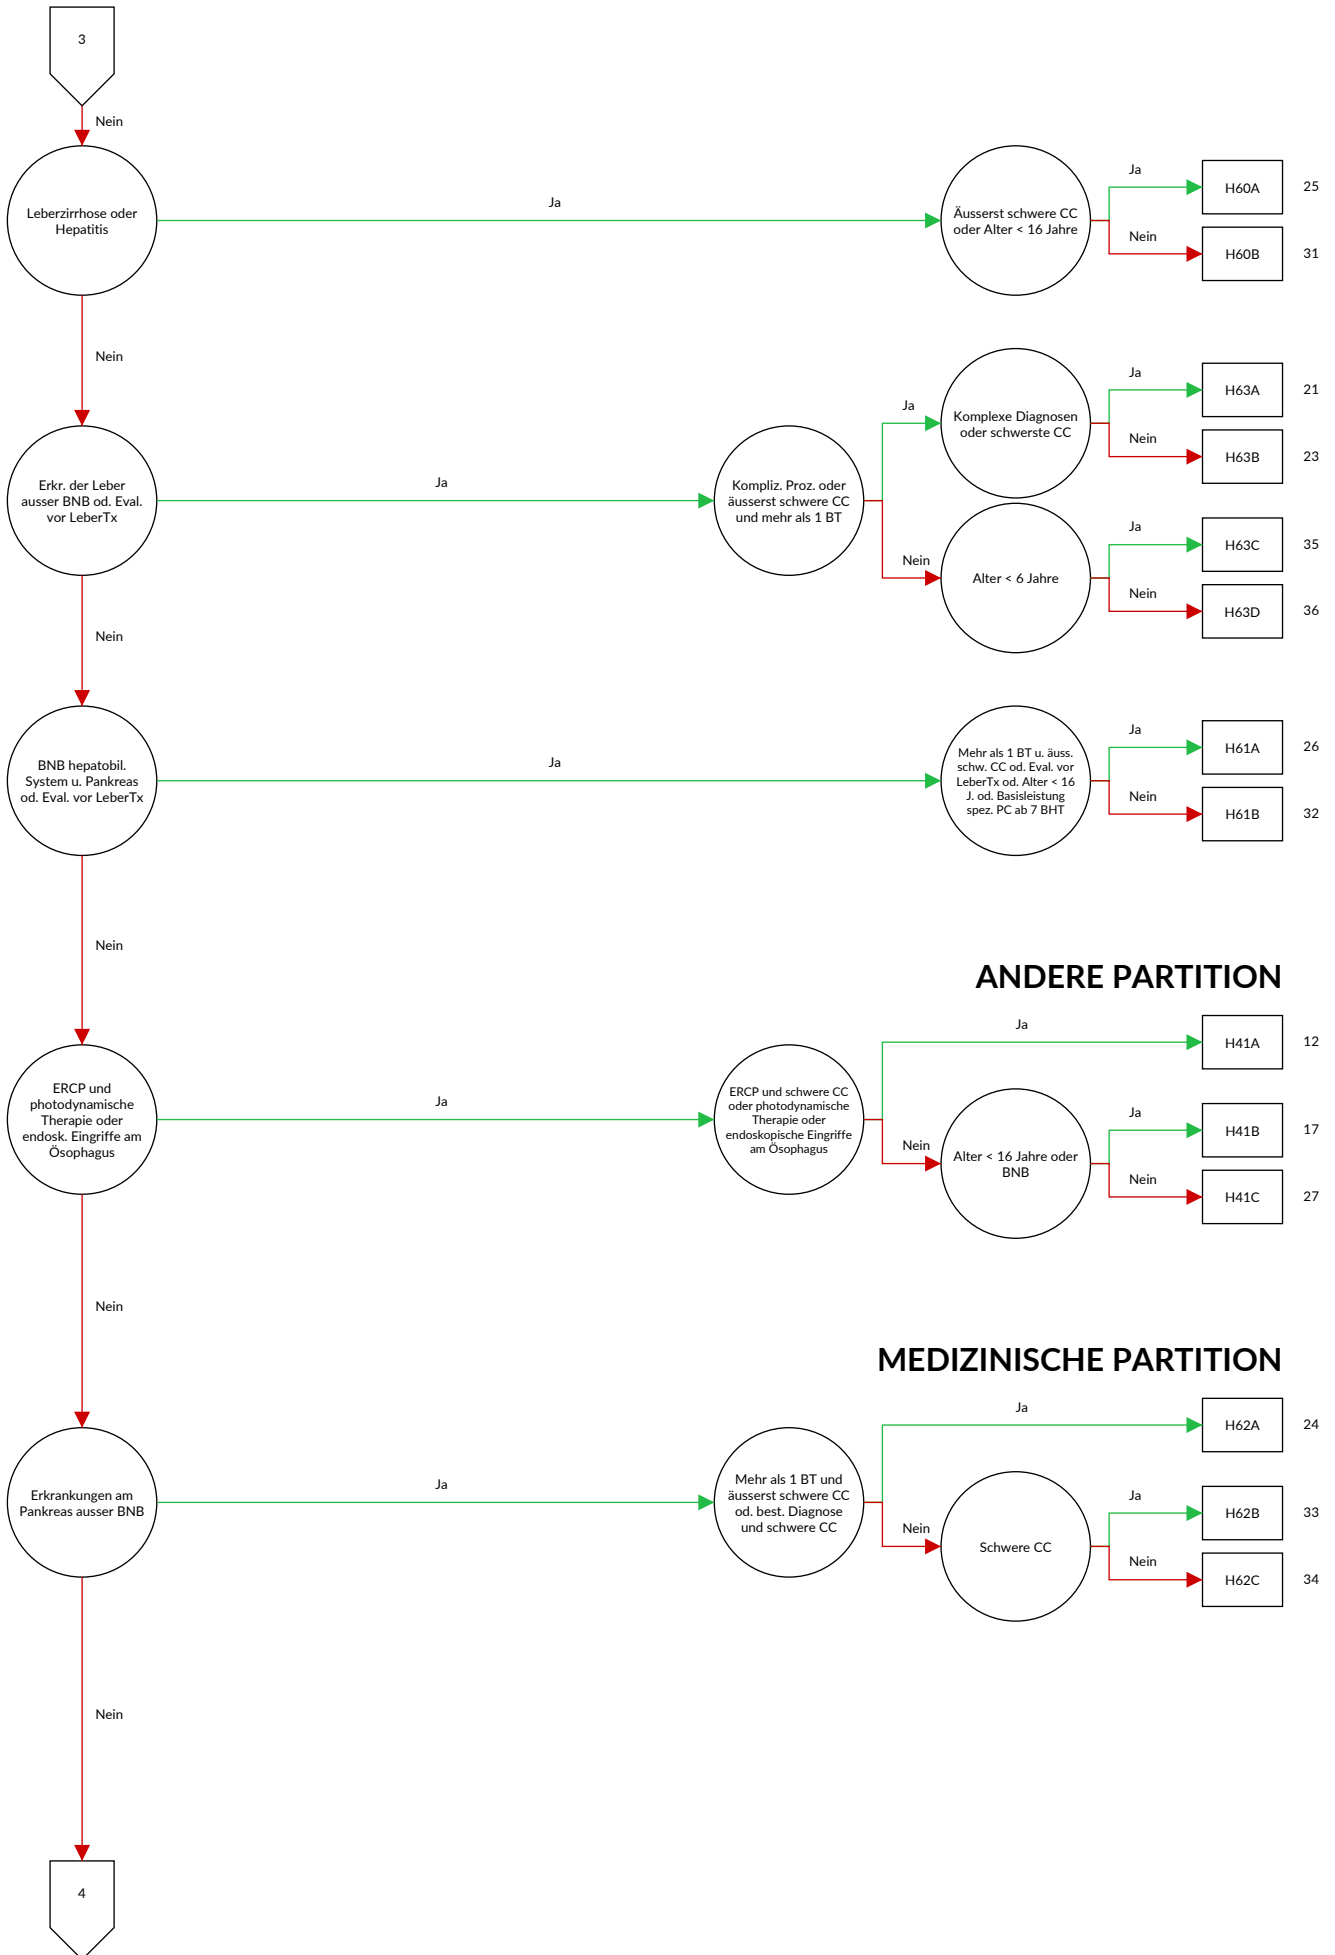 3
Nein
Leberzirrhose oder
Hepatitis
Ja
Äusserst schwere CC
oder Alter < 16 Jahre
Ja
H60A
25
Nein
H60B
31
Nein
Erkr. der Leber
ausser BNB od. Eval.
vor LeberTx
Ja
Kompliz. Proz. oder
äusserst schwere CC
und mehr als 1 BT
Ja
Komplexe Diagnosen
oder schwerste CC
Ja
H63A
21
Nein
H63B
23
Nein
Alter < 6 Jahre
Ja
H63C
35
Nein
H63D
36
Nein
BNB hepatobil.
System u. Pankreas
od. Eval. vor LeberTx
Ja
Mehr als 1 BT u. äuss.
schw. CC od. Eval. vor
LeberTx od. Alter < 16
J. od. Basisleistung
spez. PC ab 7 BHT
Ja
H61A
26
Nein
H61B
32
Nein
ANDERE PARTITION
ERCP und
photodynamische
Therapie oder
endosk. Eingriffe am
Ösophagus
Ja
ERCP und schwere CC
oder photodynamische
Therapie oder
endoskopische Eingriffe
am Ösophagus
Ja
H41A
12
Nein
Alter < 16 Jahre oder
BNB
Ja
H41B
17
Nein
H41C
27
Nein
MEDIZINISCHE PARTITION
Erkrankungen am
Pankreas ausser BNB
Ja
Mehr als 1 BT und
äusserst schwere CC
od. best. Diagnose
und schwere CC
Ja
H62A
24
Nein
Schwere CC
Ja
H62B
33
Nein
H62C
34
Nein
4